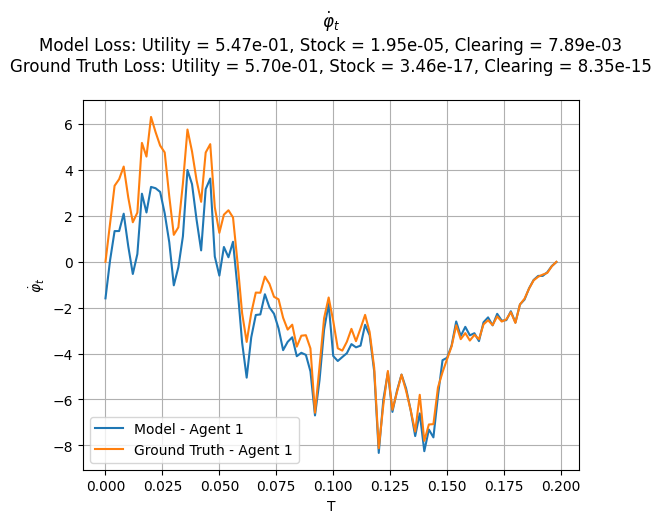 φ̇_t
Model Loss: Utility = 5.47e-01, Stock = 1.95e-05, Clearing = 7.89e-03
Ground Truth Loss: Utility = 5.70e-01, Stock = 3.46e-17, Clearing = 8.35e-15
6
4
2
0
−2
−4
−6
−8
φ̇_t
Model - Agent 1
Ground Truth - Agent 1
0.000 0.025 0.050 0.075 0.100 0.125 0.150 0.175 0.200
T